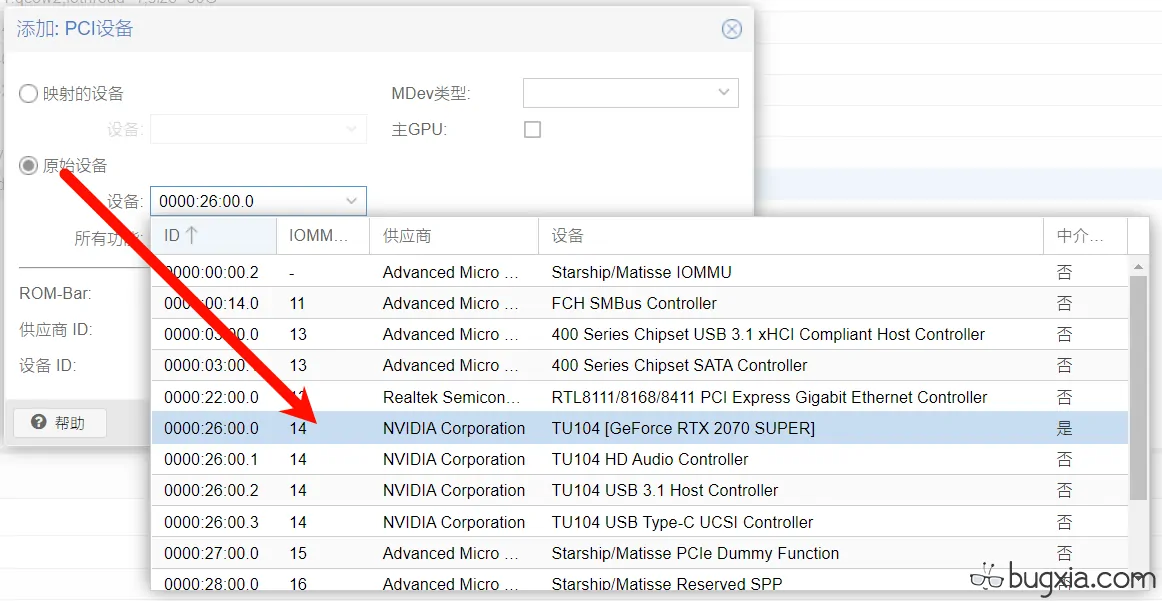 添加: PCI设备
映射的设备
MDev类型:
设备:
主GPU:
原始设备
设备: 0000:26:00.0
所有功能:
ID IOMM... 供应商 设备 中介...
0000:00:00.2 - Advanced Micro ... Starship/Matisse IOMMU 否
0000:00:14.0 11 Advanced Micro ... FCH SMBus Controller 否
0000:03:00.0 13 Advanced Micro ... 400 Series Chipset USB 3.1 xHCI Compliant Host Controller 否
0000:03:00. 13 Advanced Micro ... 400 Series Chipset SATA Controller 否
0000:22:00.0 Realtek Semicon... RTL8111/8168/8411 PCI Express Gigabit Ethernet Controller 否
0000:26:00.0 14 NVIDIA Corporation TU104 [GeForce RTX 2070 SUPER] 是
0000:26:00.1 14 NVIDIA Corporation TU104 HD Audio Controller 否
0000:26:00.2 14 NVIDIA Corporation TU104 USB 3.1 Host Controller 否
0000:26:00.3 14 NVIDIA Corporation TU104 USB Type-C UCSI Controller 否
0000:27:00.0 15 Advanced Micro ... Starship/Matisse PCIe Dummy Function 否
0000:28:00.0 16 Advanced Micro ... Starship/Matisse Reserved SPP
ROM-Bar:
供应商 ID:
设备 ID:
帮助
bugxia.com